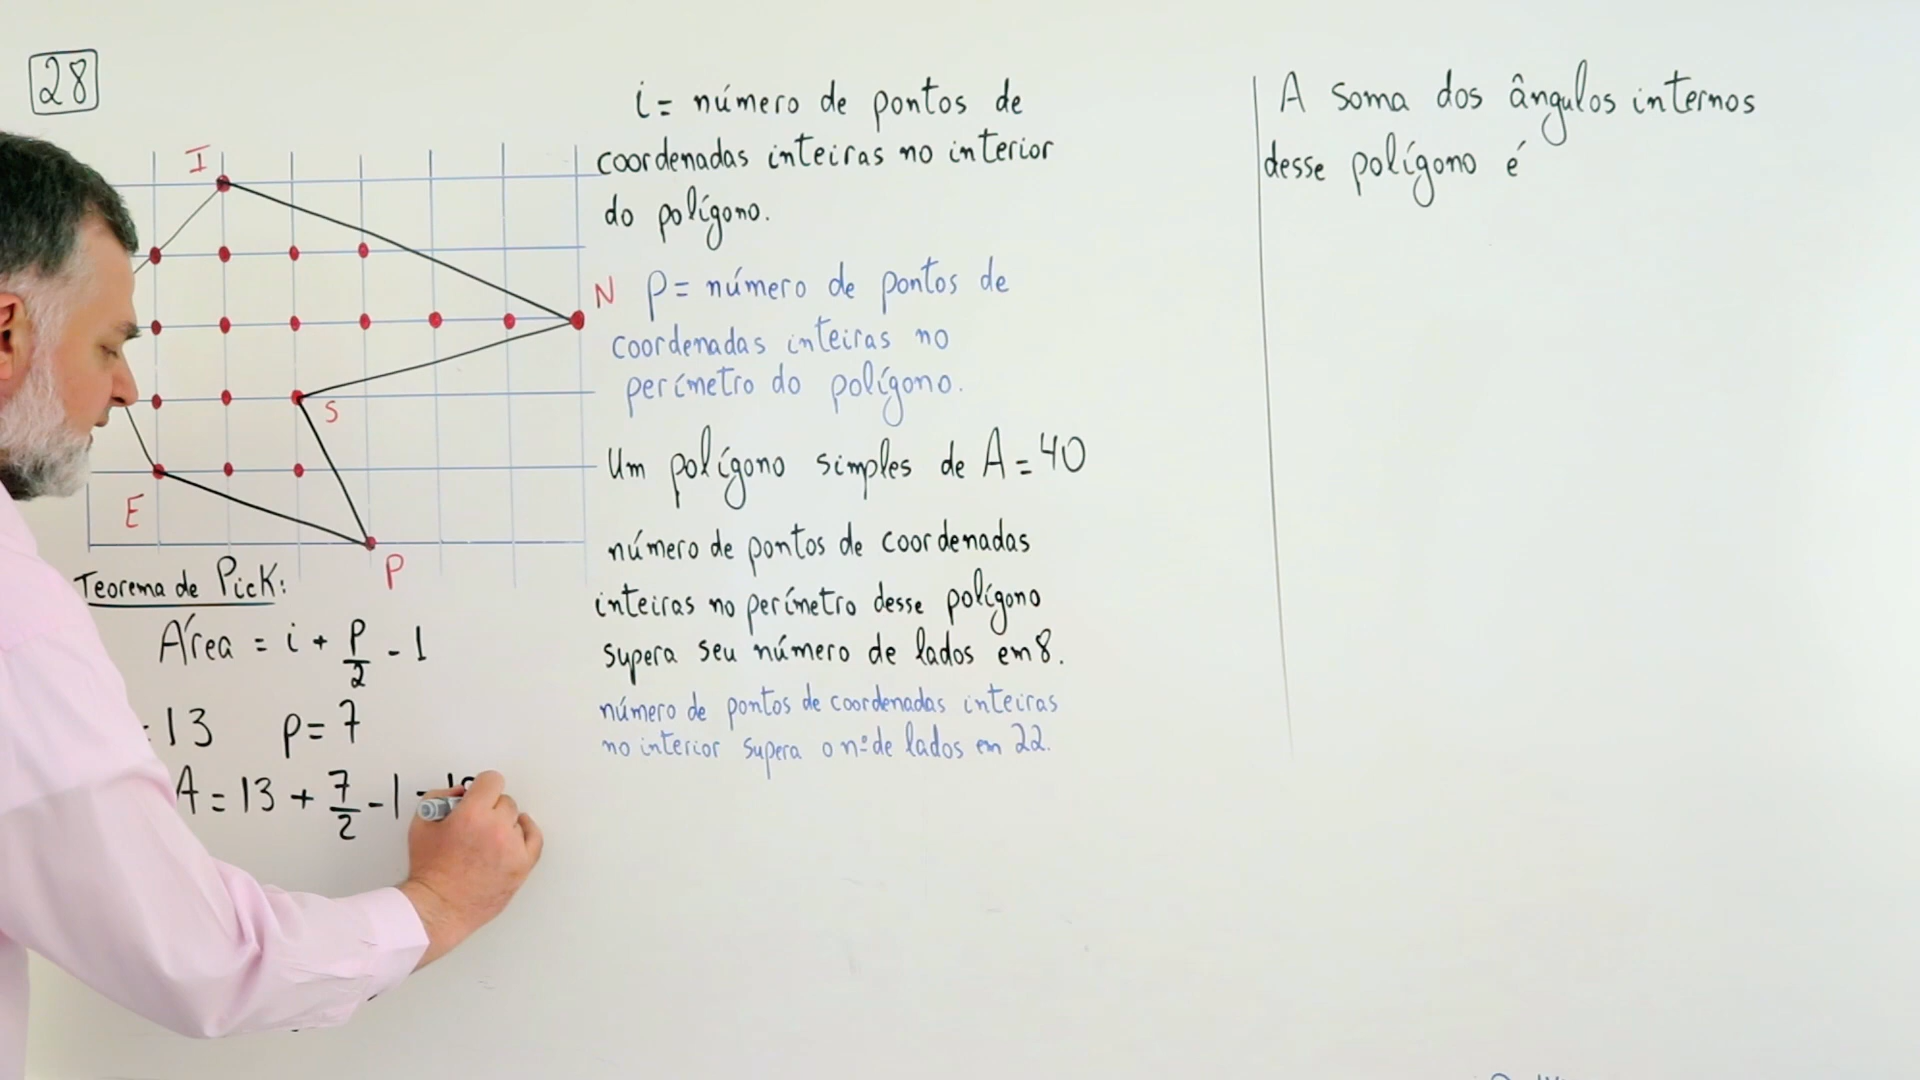 28
I
N
S
E
P
Teorema de Pick:
Área = i + p/2 - 1
=13 p=7
A = 13 + 7/2 - 1 =
i = número de pontos de
coordenadas inteiras no interior
do polígono.
p = número de pontos de
coordenadas inteiras no
perímetro do polígono.
Um polígono simples de A = 40
número de pontos de coordenadas
inteiras no perímetro desse polígono
supera seu número de lados em 8.
número de pontos de coordenadas inteiras
no interior supera o nº de lados em 22.
A soma dos ângulos internos
desse polígono é